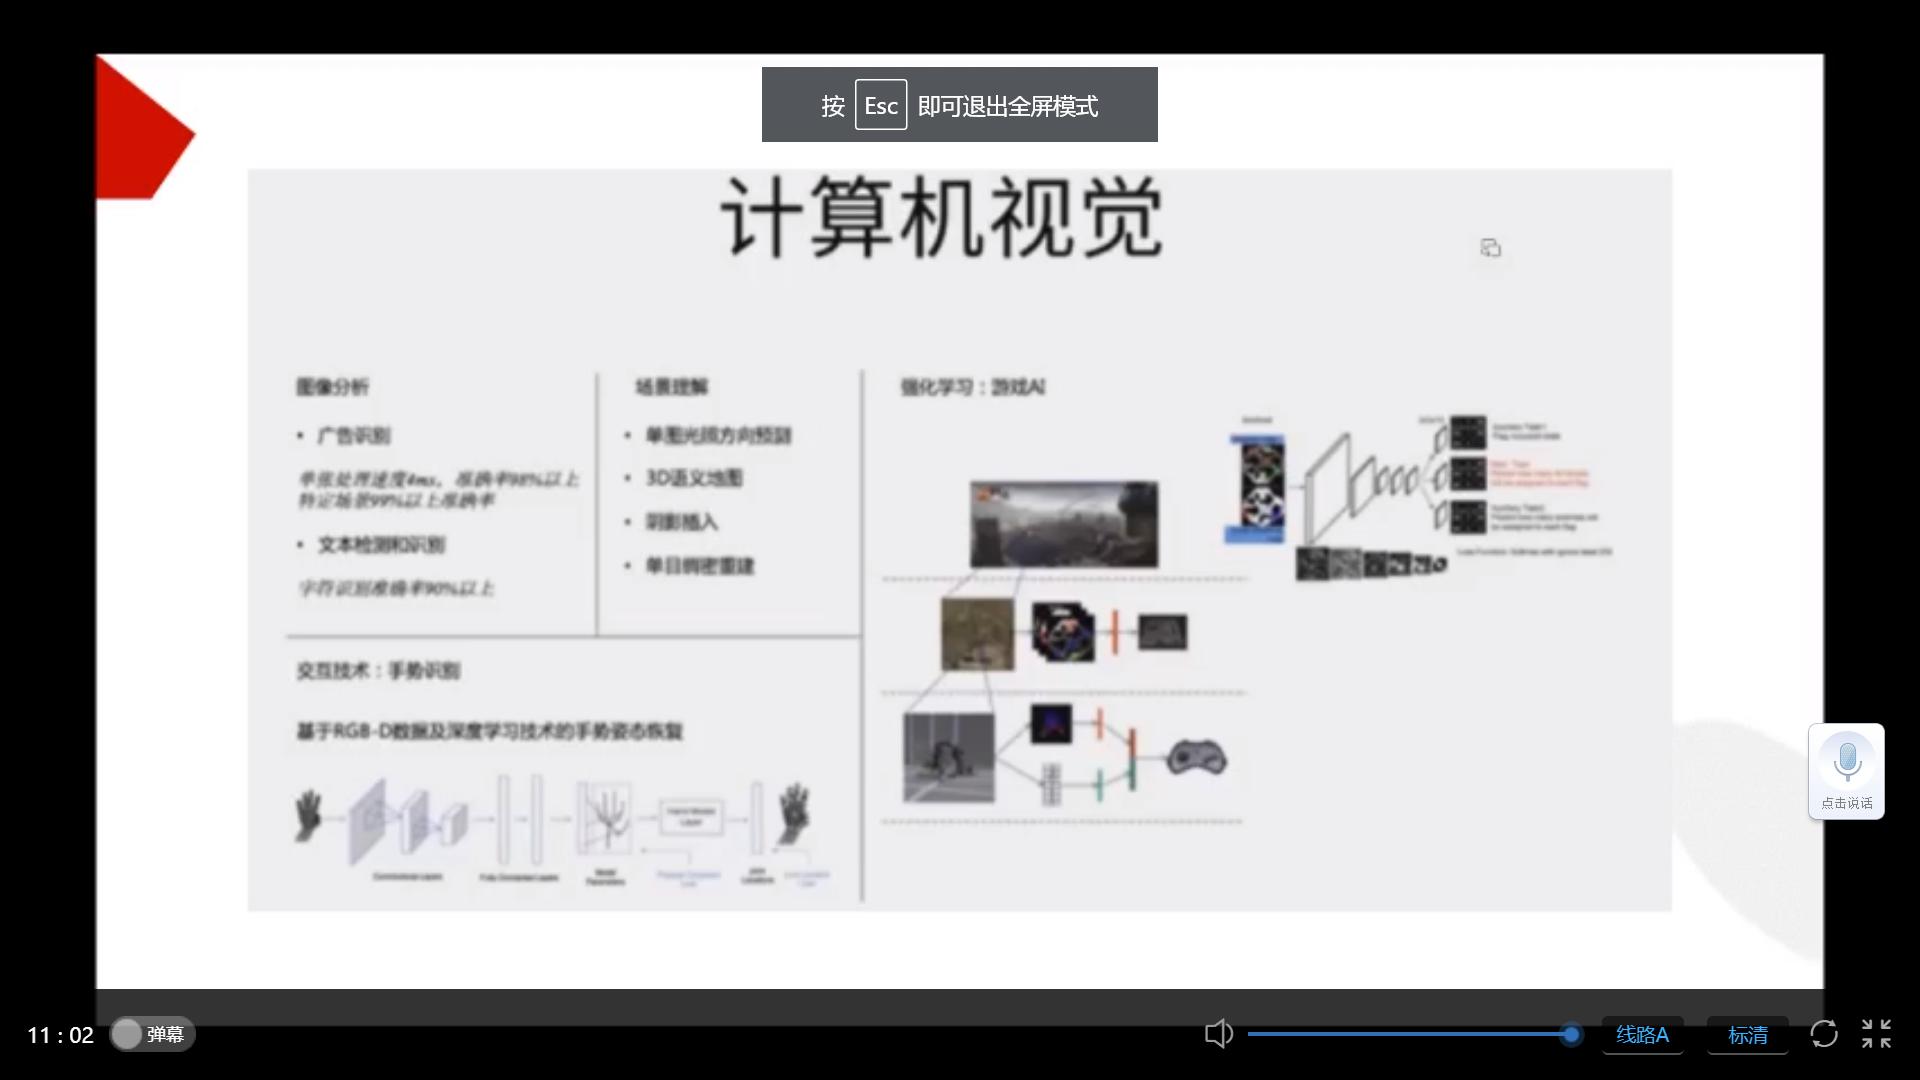 按 Esc 即可退出全屏模式
计算机视觉
图像分析
• 广告识别
单张处理速度4ms，准确率98%以上
特定场景99%以上准确率
• 文本检测和识别
字符识别准确率90%以上
场景理解
• 单图光照方向预测
• 3D语义地图
• 阴影插入
• 单目稠密重建
强化学习：游戏AI
交互技术：手势识别
基于RGB-D数据及深度学习技术的手势姿态恢复
Convolutional Layers
Fully Connected Layers
点击说话
11 : 02
弹幕
线路A
标清